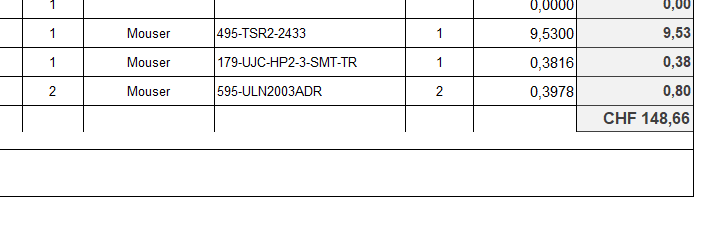 1 0,0000 0,00
1 Mouser 495-TSR2-2433 1 9,5300 9,53
1 Mouser 179-UJC-HP2-3-SMT-TR 1 0,3816 0,38
2 Mouser 595-ULN2003ADR 2 0,3978 0,80
CHF 148,66